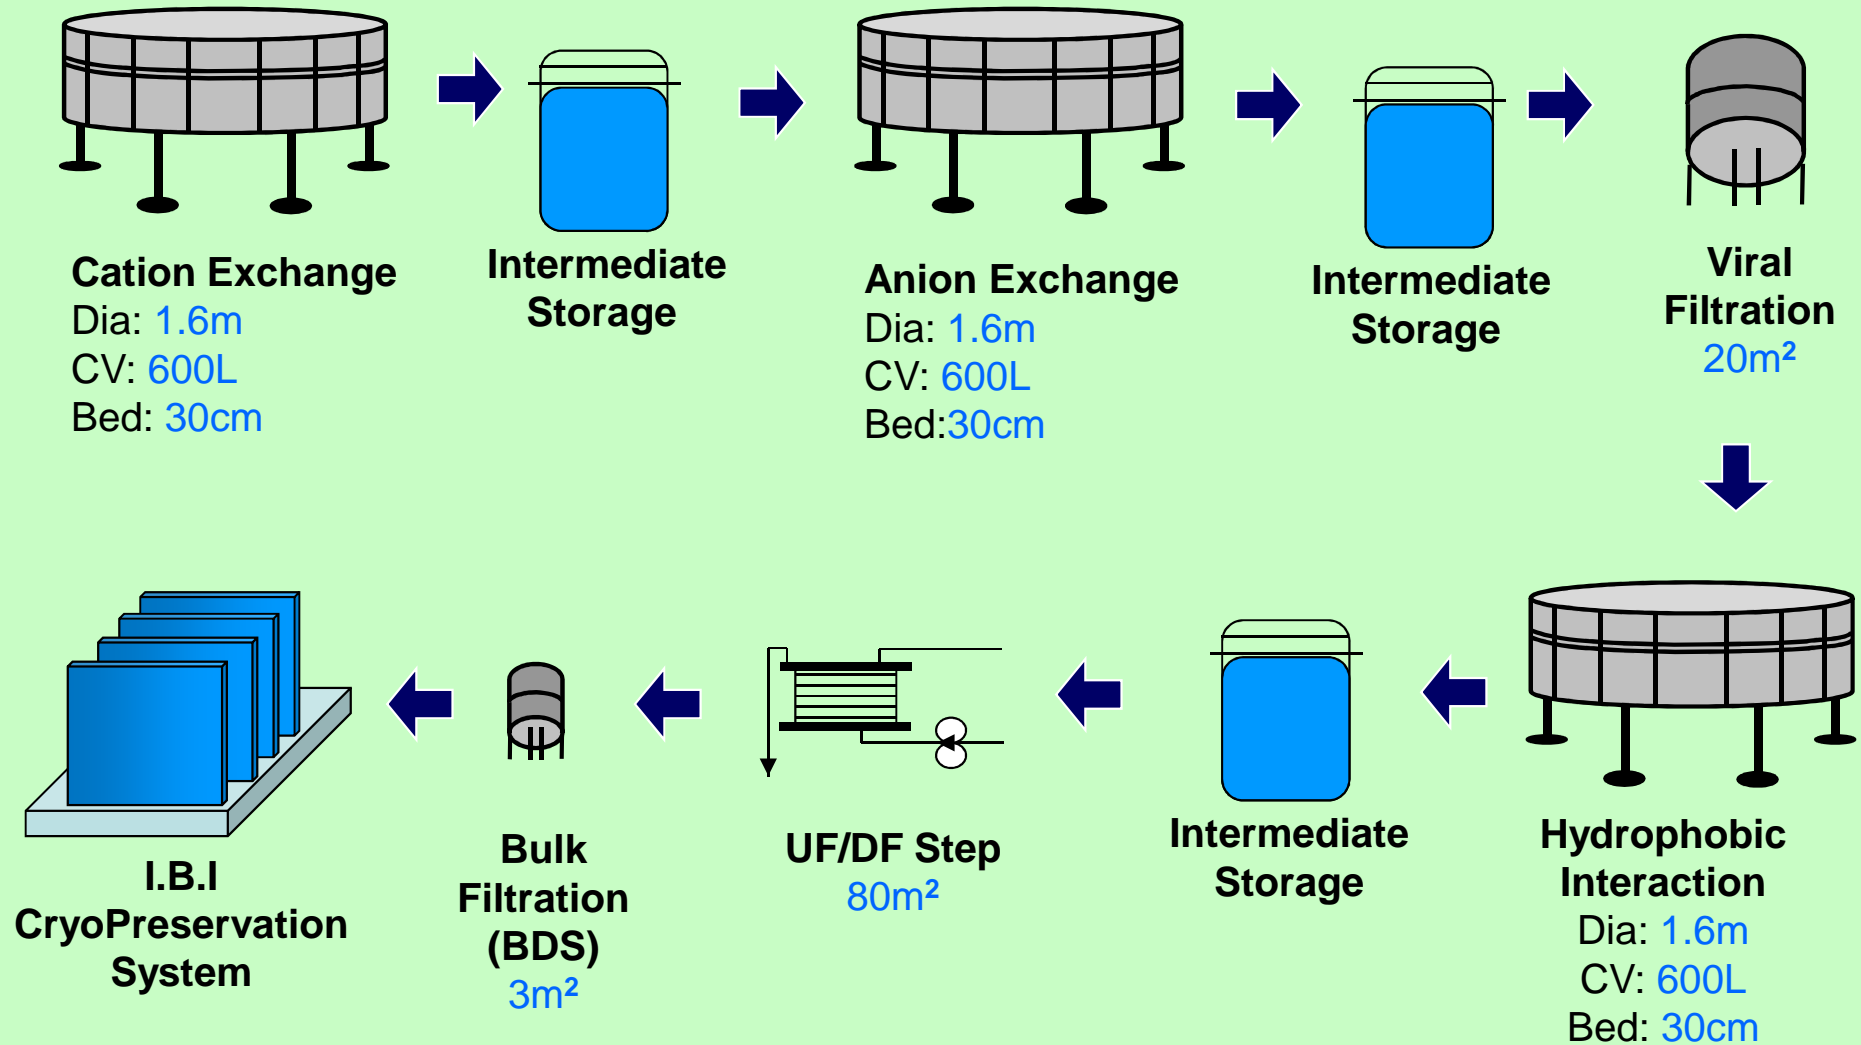 Cation Exchange
Dia: 1.6m
CV: 600L
Bed: 30cm
Intermediate
Storage
Anion Exchange
Dia: 1.6m
CV: 600L
Bed:30cm
Intermediate
Storage
Viral
Filtration
20m²
I.B.I
CryoPreservation
System
Bulk
Filtration
(BDS)
3m²
UF/DF Step
80m²
Intermediate
Storage
Hydrophobic
Interaction
Dia: 1.6m
CV: 600L
Bed: 30cm